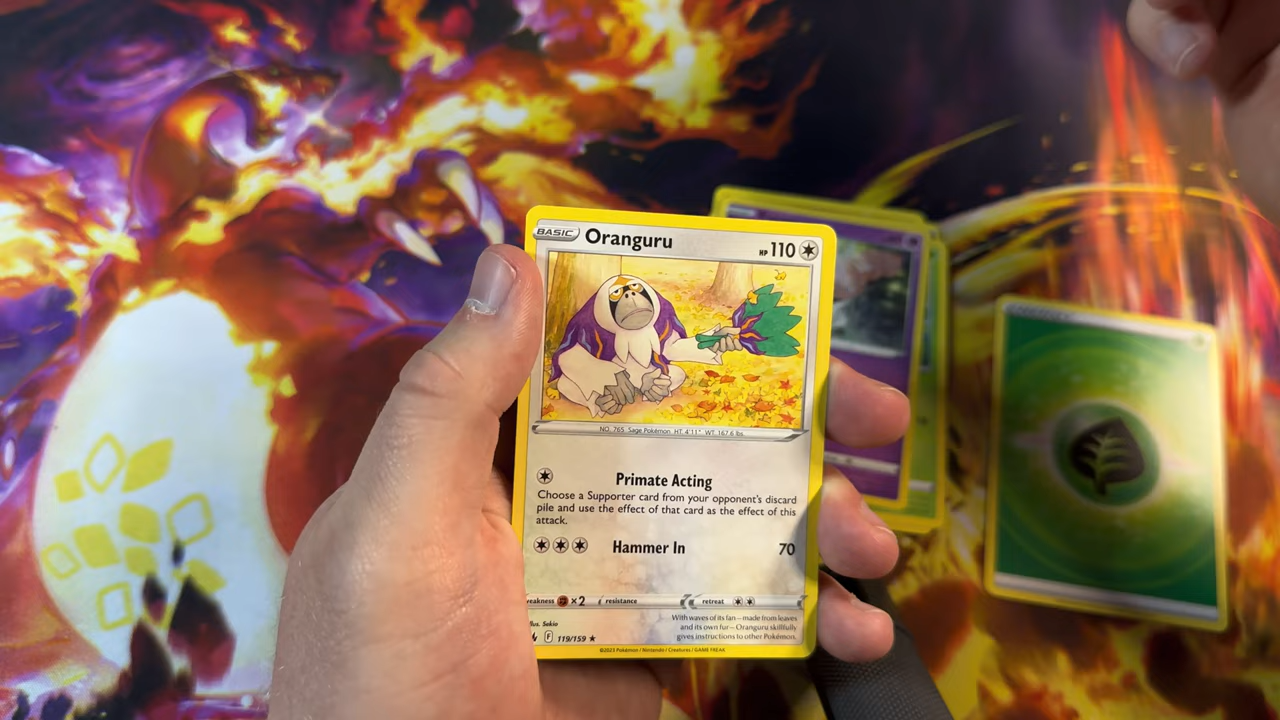 BASIC Oranguru HP 110
NO. 765 Sage Pokémon HT 4'11" WT 167.6 lbs.
Primate Acting
Choose a Supporter card from your opponent's discard
pile and use the effect of that card as the effect of this
attack.
Hammer In 70
weakness ×2 resistance retreat
Illus. Sekio
With waves of its fan—made from leaves
and its own fur—Oranguru skillfully
gives instructions to other Pokémon.
F 119/159 ★
©2023 Pokémon / Nintendo / Creatures / GAME FREAK